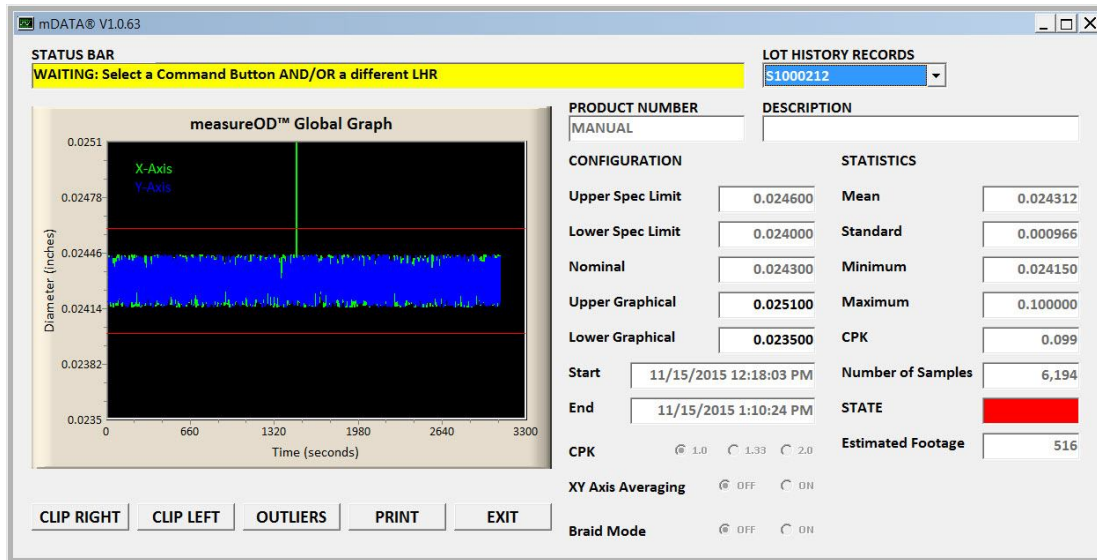 mDATA® V1.0.63
STATUS BAR
WAITING: Select a Command Button AND/OR a different LHR
LOT HISTORY RECORDS
S1000212
PRODUCT NUMBER
MANUAL
DESCRIPTION
measureOD™ Global Graph
X-Axis
Y-Axis
0.0251
0.02478
0.02446
0.02414
0.02382
0.0235
Diameter (inches)
0 660 1320 1980 2640 3300
Time (seconds)
CONFIGURATION
Upper Spec Limit 0.024600
Lower Spec Limit 0.024000
Nominal 0.024300
Upper Graphical 0.025100
Lower Graphical 0.023500
Start 11/15/2015 12:18:03 PM
End 11/15/2015 1:10:24 PM
CPK 1.0 1.33 2.0
XY Axis Averaging OFF ON
Braid Mode OFF ON
STATISTICS
Mean 0.024312
Standard 0.000966
Minimum 0.024150
Maximum 0.100000
CPK 0.099
Number of Samples 6,194
STATE
Estimated Footage 516
CLIP RIGHT CLIP LEFT OUTLIERS PRINT EXIT